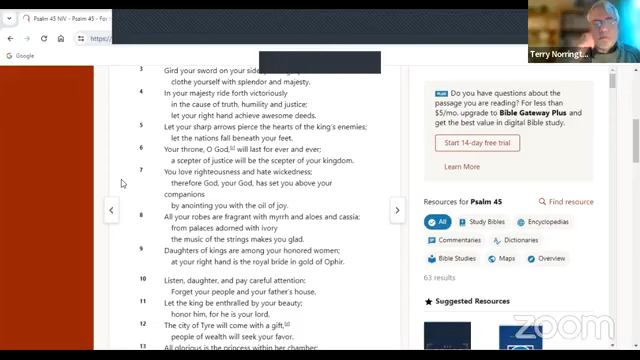 Psalm 45 NIV - Psalm 45 - For
https://
Google
Terry Norringt...
3 Gird your sword on your side
clothe yourself with splendor and majesty.
4 In your majesty ride forth victoriously
in the cause of truth, humility and justice;
let your right hand achieve awesome deeds.
5 Let your sharp arrows pierce the hearts of the king's enemies;
let the nations fall beneath your feet.
6 Your throne, O God,[c] will last for ever and ever;
a scepter of justice will be the scepter of your kingdom.
7 You love righteousness and hate wickedness;
therefore God, your God, has set you above your
companions
by anointing you with the oil of joy.
8 All your robes are fragrant with myrrh and aloes and cassia;
from palaces adorned with ivory
the music of the strings makes you glad.
9 Daughters of kings are among your honored women;
at your right hand is the royal bride in gold of Ophir.
10 Listen, daughter, and pay careful attention:
Forget your people and your father's house.
11 Let the king be enthralled by your beauty;
honor him, for he is your lord.
12 The city of Tyre will come with a gift,[d]
people of wealth will seek your favor.
13 All glorious is the princess within her chamber;
PLUS Do you have questions about the
passage you are reading? For less than
$5/mo. upgrade to Bible Gateway Plus and
get the best value in digital Bible study.
Start 14-day free trial
Learn More
Resources for Psalm 45
Find resource
All
Study Bibles
Encyclopedias
Commentaries
Dictionaries
Bible Studies
Maps
Overview
63 results
Suggested Resources
zoom